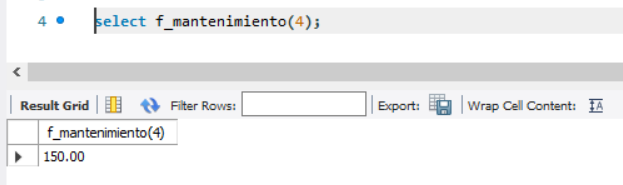 4 select f_mantenimiento(4);
Result Grid Filter Rows: Export: Wrap Cell Content:
f_mantenimiento(4)
150.00